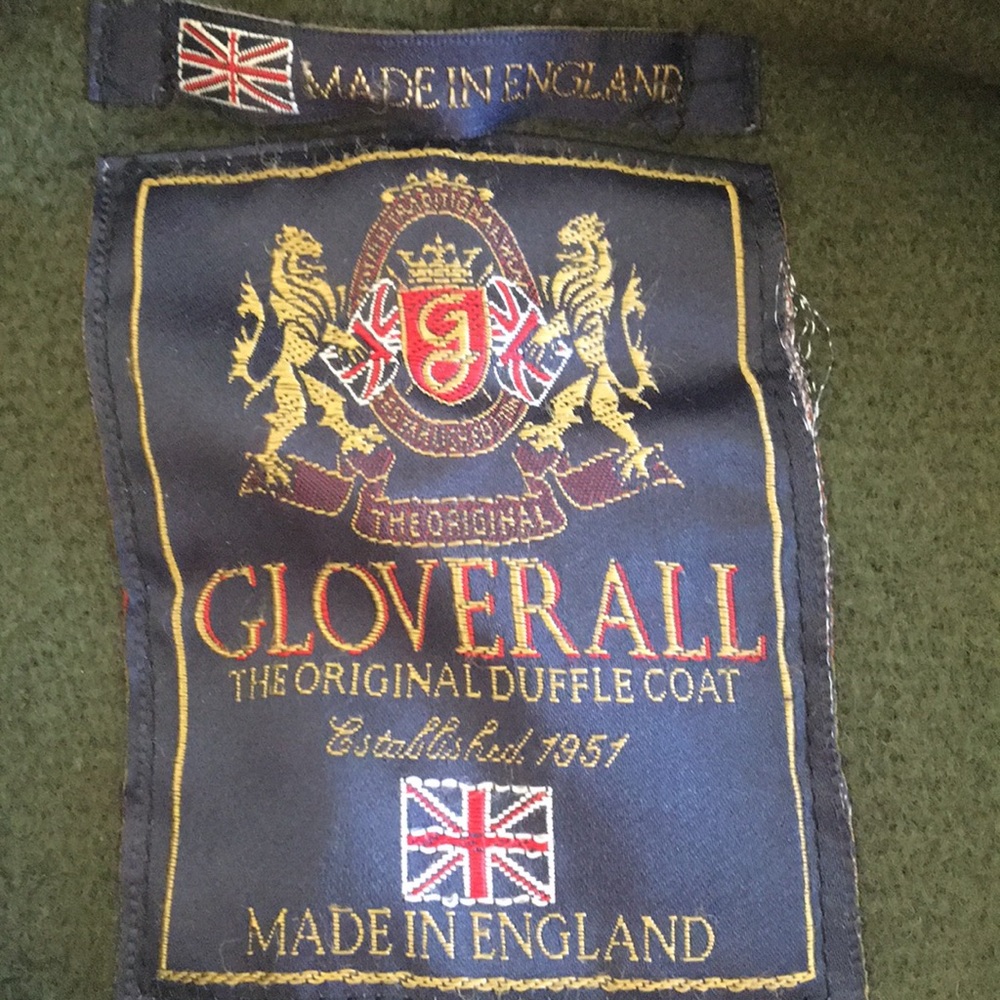 MADE IN ENGLAND
g
THE ORIGINAL
GLOVERALL
THE ORIGINAL DUFFLE COAT
Established 1951
MADE IN ENGLAND